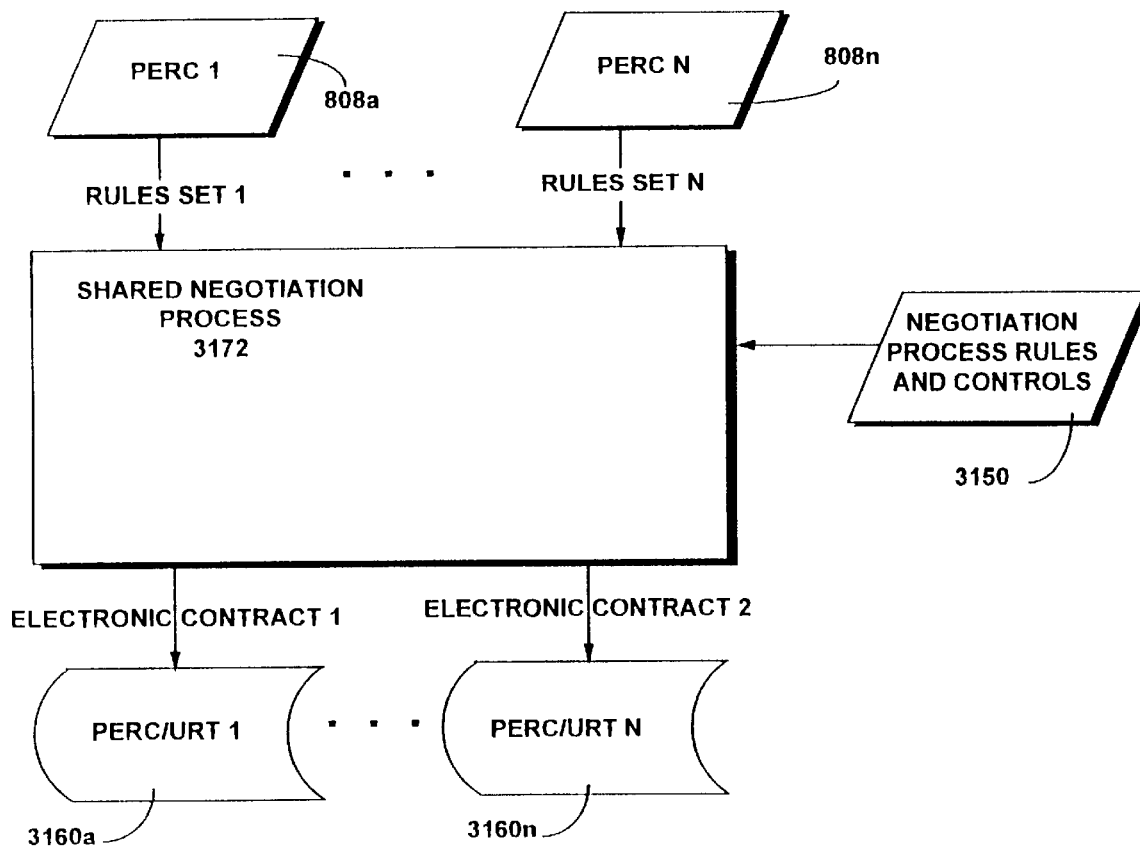 PERC 1
808a
PERC N
808n
RULES SET 1
RULES SET N
SHARED NEGOTIATION
PROCESS
3172
NEGOTIATION
PROCESS RULES
AND CONTROLS
3150
ELECTRONIC CONTRACT 1
ELECTRONIC CONTRACT 2
PERC/URT 1
PERC/URT N
3160a
3160n